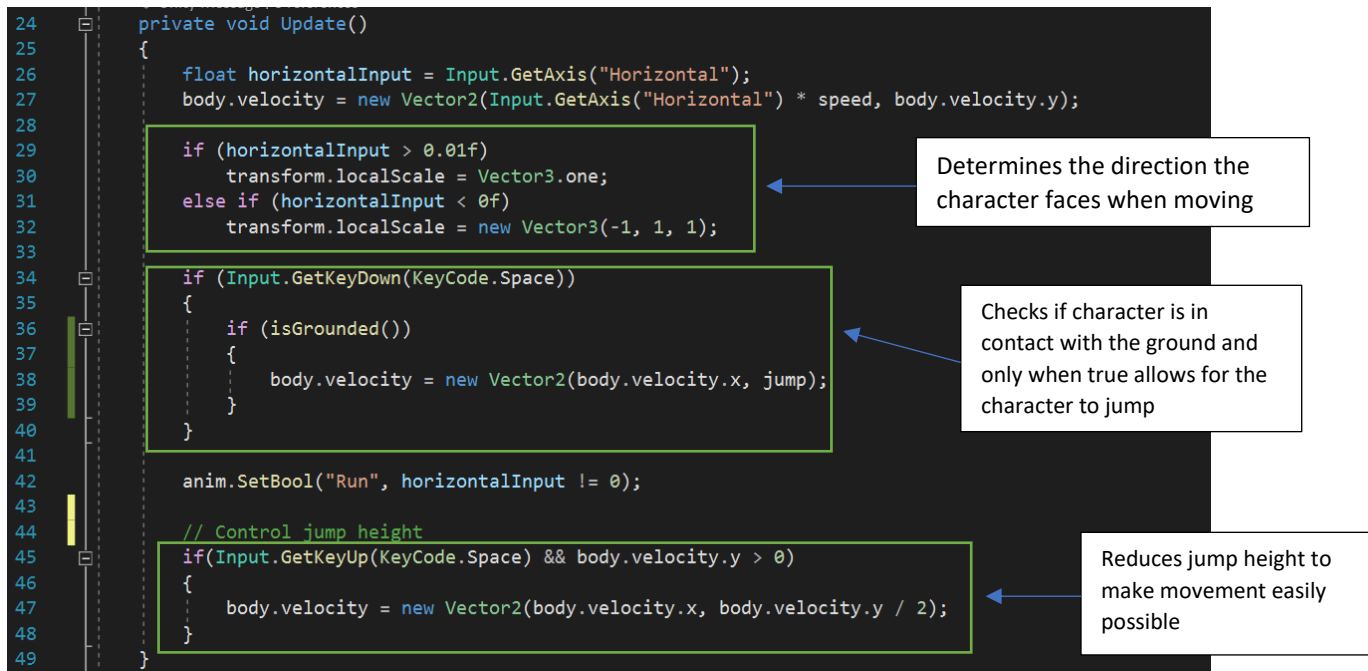 24 private void Update()
25 {
26 float horizontalInput = Input.GetAxis("Horizontal");
27 body.velocity = new Vector2(Input.GetAxis("Horizontal") * speed, body.velocity.y);
28
29 if (horizontalInput > 0.01f)
30 transform.localScale = Vector3.one;
31 else if (horizontalInput < 0f)
32 transform.localScale = new Vector3(-1, 1, 1);
33
34 if (Input.GetKeyDown(KeyCode.Space))
35 {
36 if (isGrounded())
37 {
38 body.velocity = new Vector2(body.velocity.x, jump);
39 }
40 }
41
42 anim.SetBool("Run", horizontalInput != 0);
43
44 // Control jump height
45 if(Input.GetKeyUp(KeyCode.Space) && body.velocity.y > 0)
46 {
47 body.velocity = new Vector2(body.velocity.x, body.velocity.y / 2);
48 }
49 }
Determines the direction the
character faces when moving
Checks if character is in
contact with the ground and
only when true allows for the
character to jump
Reduces jump height to
make movement easily
possible